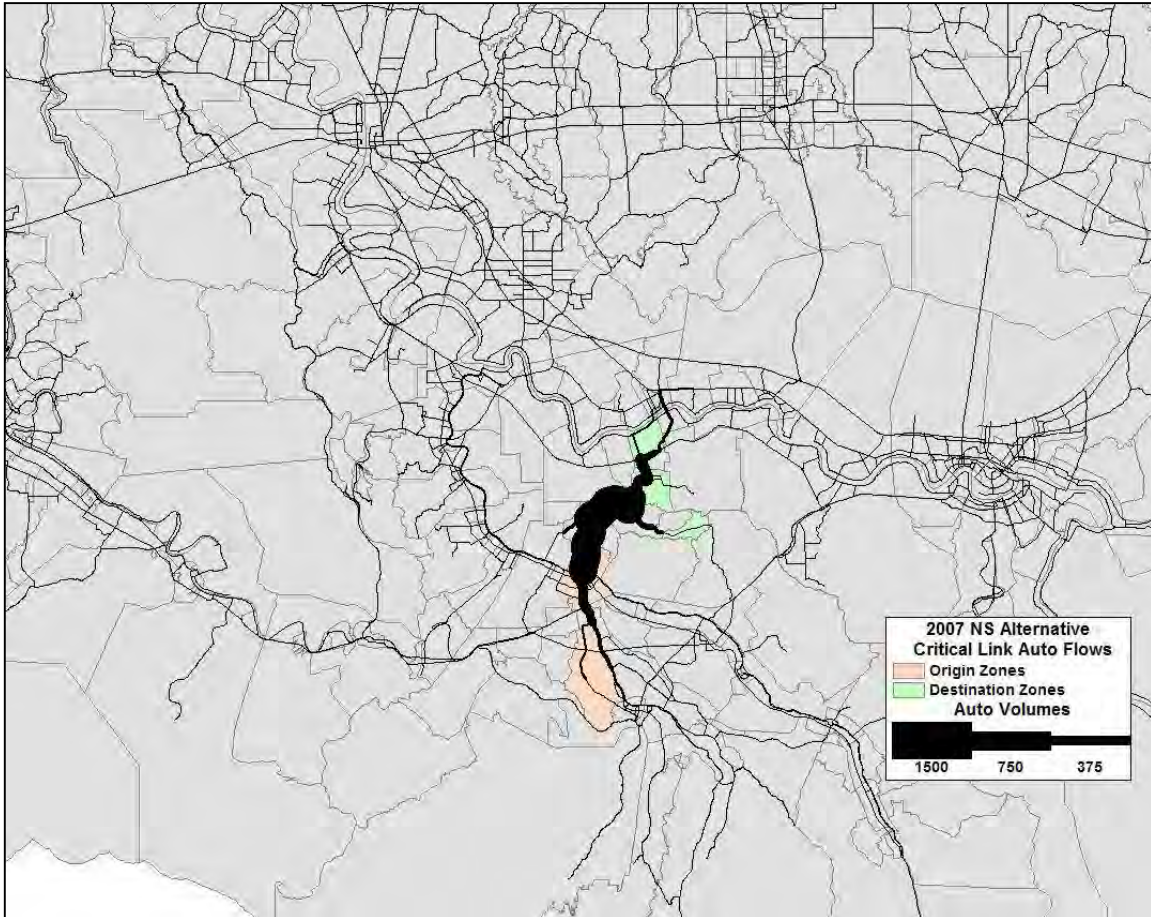 2007 NS Alternative
Critical Link Auto Flows
Origin Zones
Destination Zones
Auto Volumes
1500 750 375